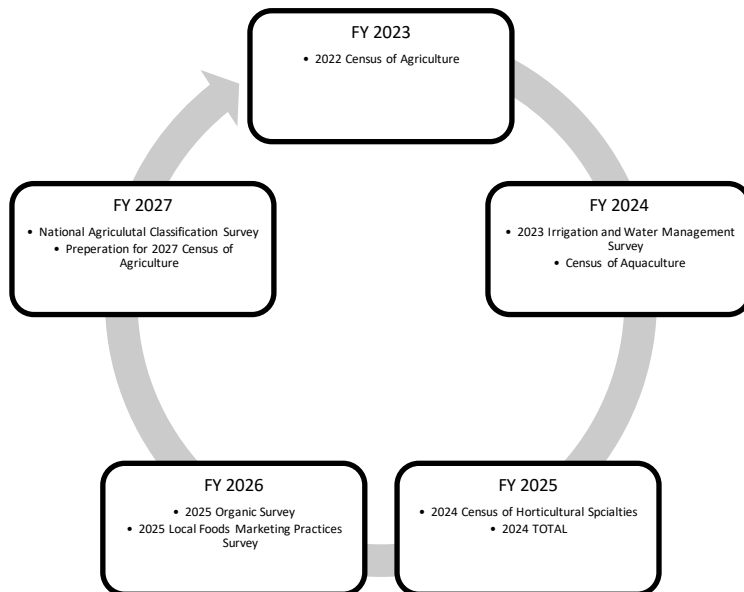 FY 2023
• 2022 Census of Agriculture
FY 2024
• 2023 Irrigation and Water Management
Survey
• Census of Aquaculture
FY 2025
• 2024 Census of Horticultural Spcialties
• 2024 TOTAL
FY 2026
• 2025 Organic Survey
• 2025 Local Foods Marketing Practices
Survey
FY 2027
• National Agriculutal Classification Survey
• Preperation for 2027 Census of
Agriculture